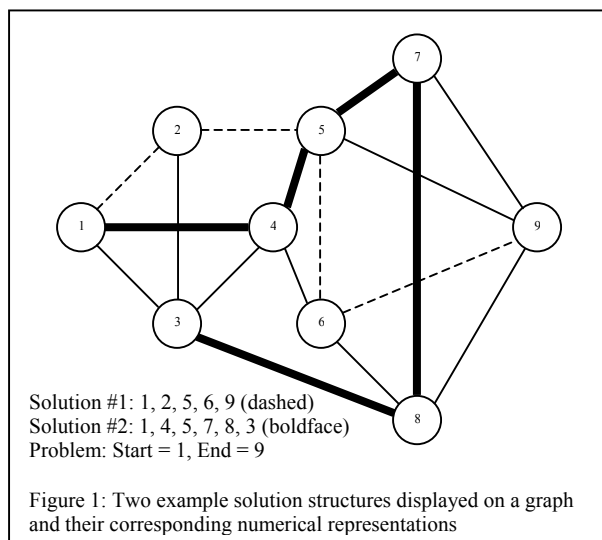 7
2
5
1
4
9
3
6
8
Solution #1: 1, 2, 5, 6, 9 (dashed)
Solution #2: 1, 4, 5, 7, 8, 3 (boldface)
Problem: Start = 1, End = 9
Figure 1: Two example solution structures displayed on a graph
and their corresponding numerical representations